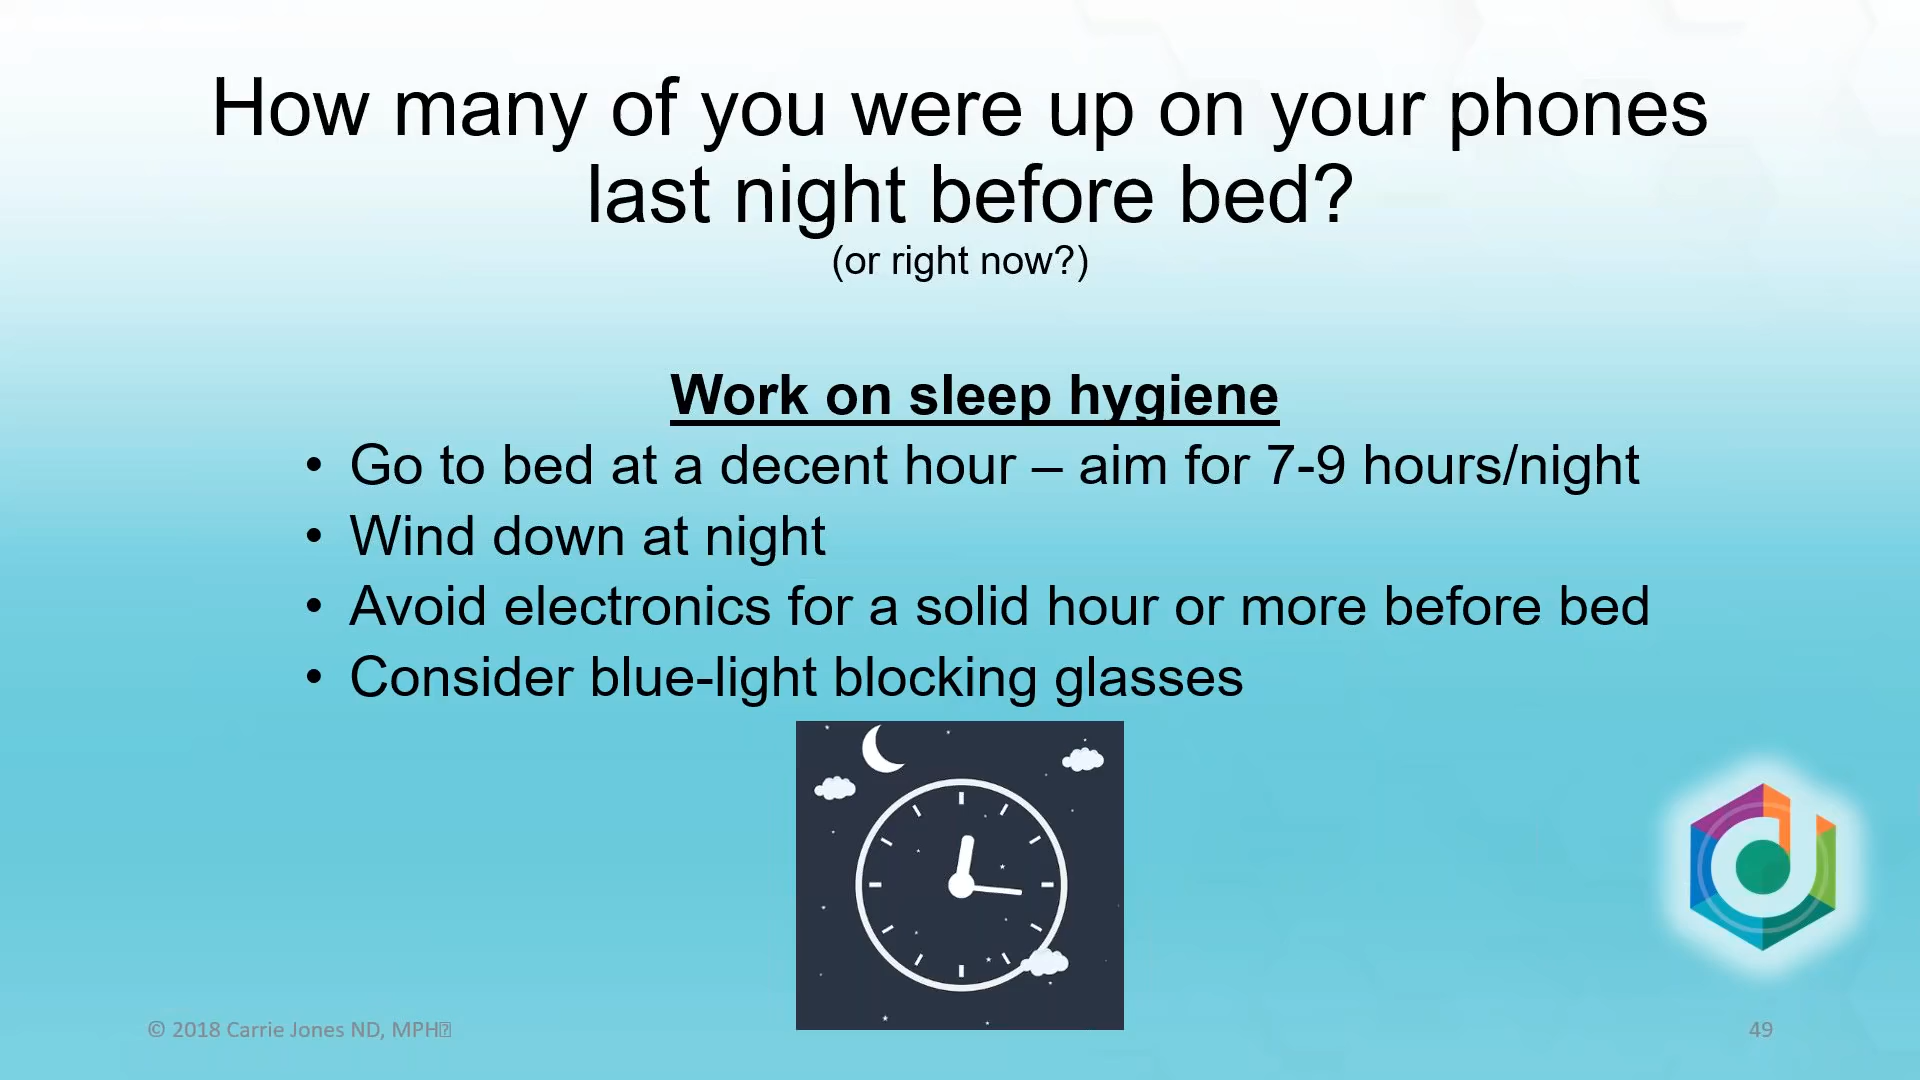 How many of you were up on your phones
last night before bed?
(or right now?)
Work on sleep hygiene
• Go to bed at a decent hour – aim for 7-9 hours/night
• Wind down at night
• Avoid electronics for a solid hour or more before bed
• Consider blue-light blocking glasses
© 2018 Carrie Jones ND, MPH
49